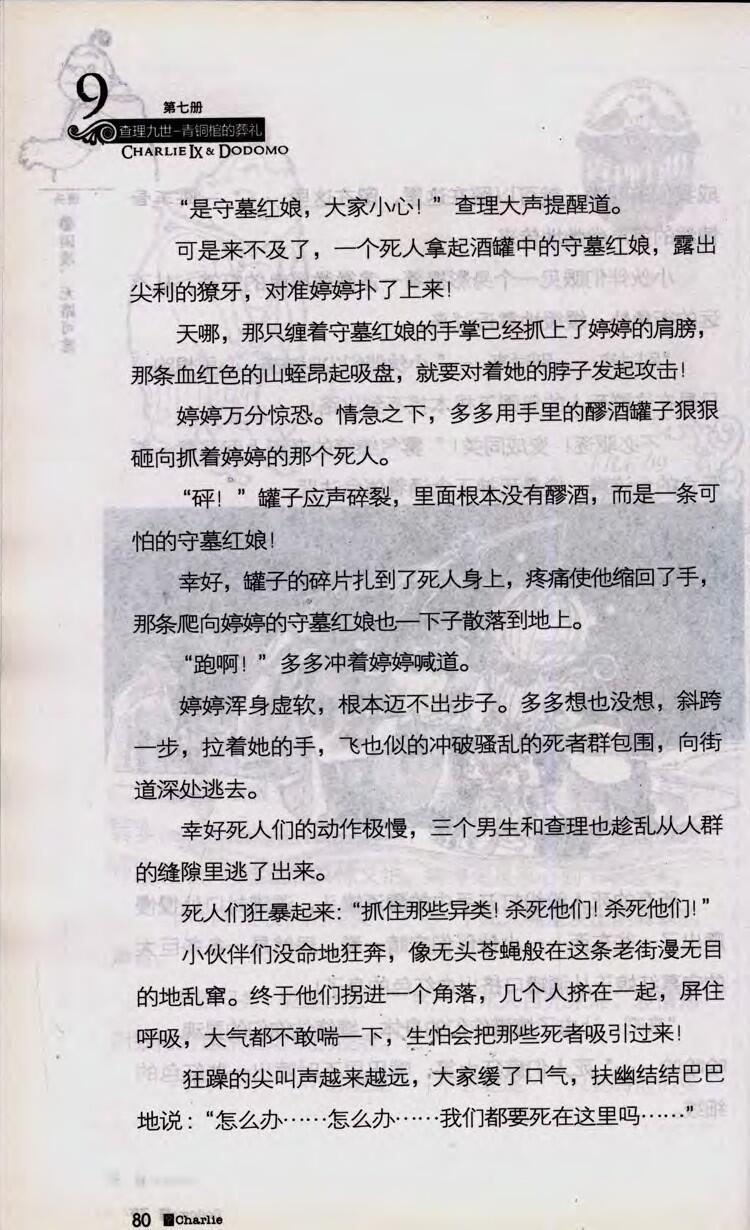 9
第七册
查理九世-青铜棺的葬礼
CHARLIE IX & DODOMO
“是守墓红娘，大家小心！”查理大声提醒道。
可是来不及了，一个死人拿起酒罐中的守墓红娘，露出
尖利的獠牙，对准婷婷扑了上来！
天哪，那只缠着守墓红娘的手掌已经抓上了婷婷的肩膀，
那条血红色的山蛭昂起吸盘，就要对着她的脖子发起攻击！
婷婷万分惊恐。情急之下，多多用手里的醪酒罐子狠狠
砸向抓着婷婷的那个死人。
“砰！”罐子应声碎裂，里面根本没有醪酒，而是一条可
怕的守墓红娘！
幸好，罐子的碎片扎到了死人身上，疼痛使他缩回了手，
那条爬向婷婷的守墓红娘也一下子散落到地上。
“跑啊！”多多冲着婷婷喊道。
婷婷浑身虚软，根本迈不出步子。多多想也没想，斜跨
一步，拉着她的手，飞也似的冲破骚乱的死者群包围，向街
道深处逃去。
幸好死人们的动作极慢，三个男生和查理也趁乱从人群
的缝隙里逃了出来。
死人们狂暴起来：“抓住那些异类！杀死他们！杀死他们！”
小伙伴们没命地狂奔，像无头苍蝇般在这条老街漫无目
的地乱窜。终于他们拐进一个角落，几个人挤在一起，屏住
呼吸，大气都不敢喘一下，生怕会把那些死者吸引过来！
狂躁的尖叫声越来越远，大家缓了口气，扶幽结结巴巴
地说：“怎么办……怎么办……我们都要死在这里吗……”
80 Charlie